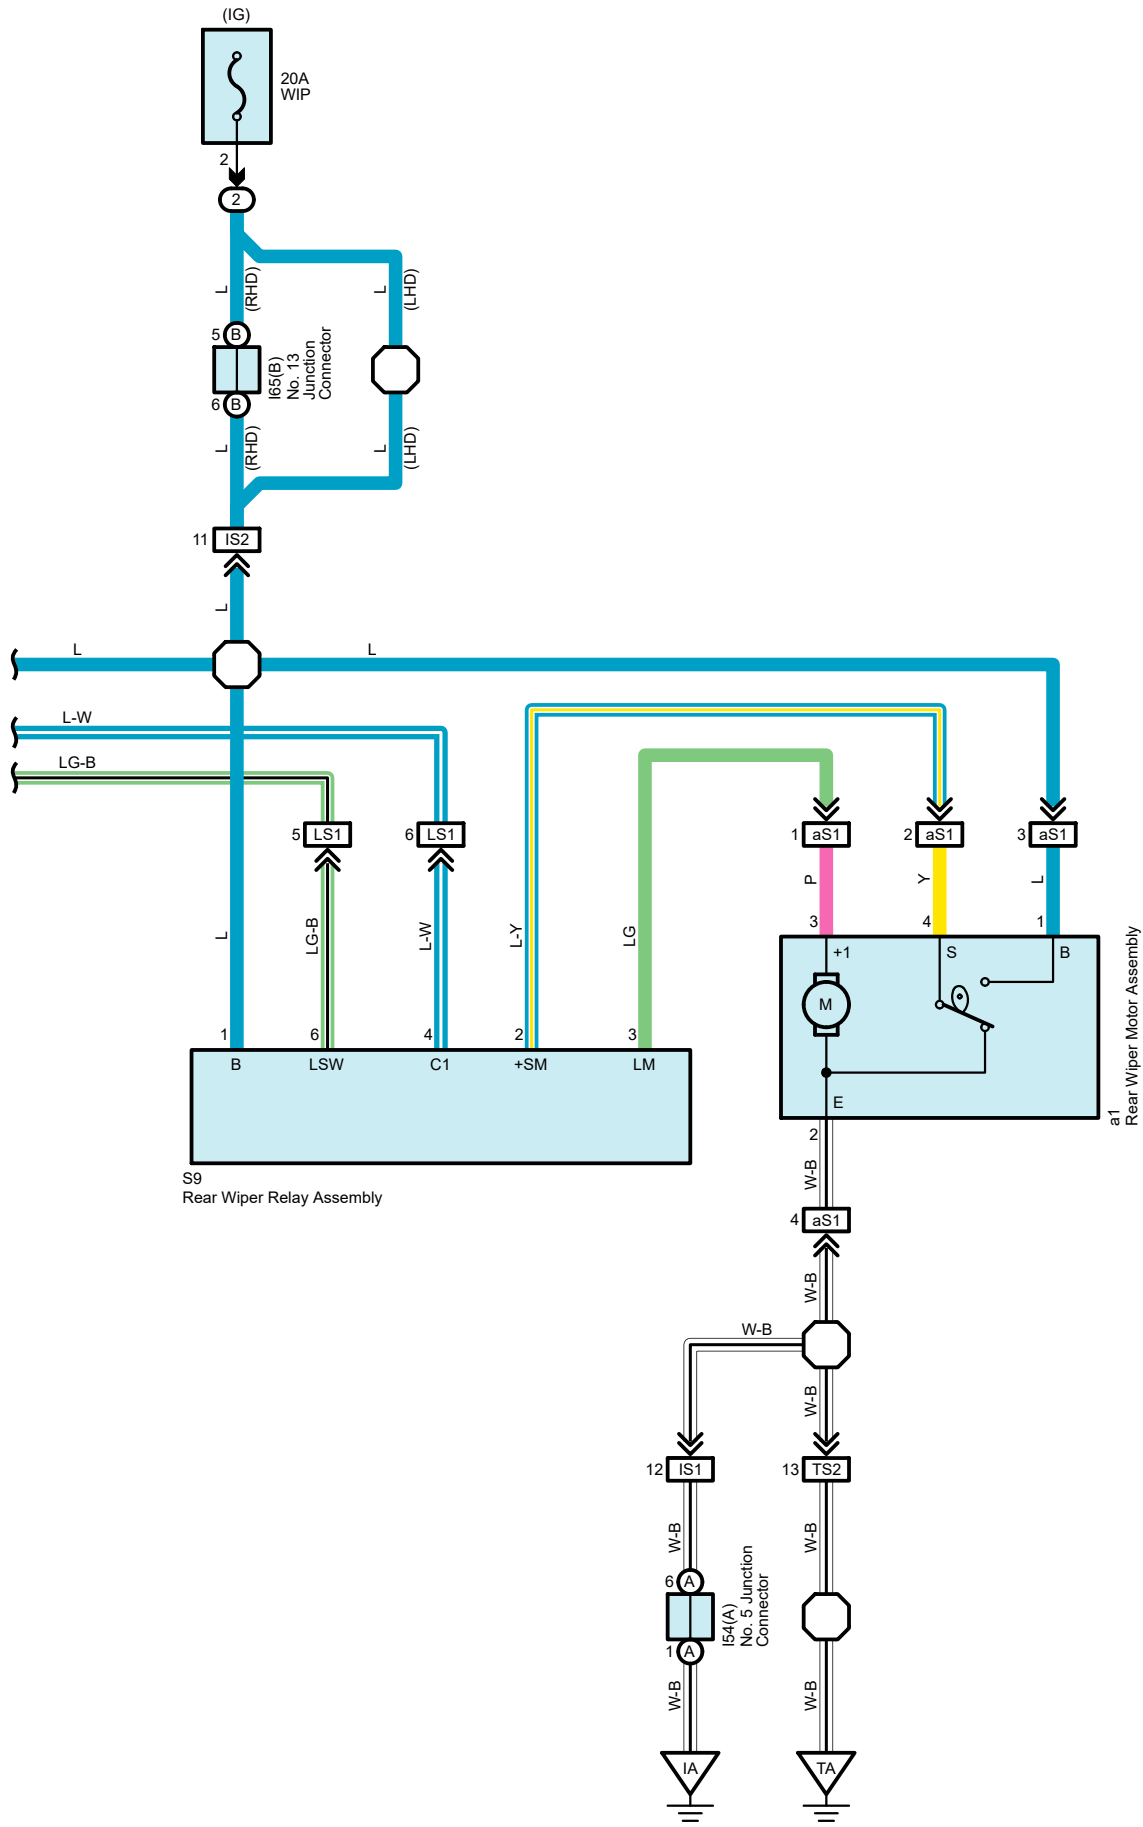 (IG)
20A
WIP
2
2
L
(RHD)
L
(LHD)
5
B
I65(B)
No. 13
Junction
Connector
6
B
L
(RHD)
L
(LHD)
11
IS2
L
L
L
L-W
LG-B
5
LS1
6
LS1
1
aS1
2
aS1
3
aS1
P
Y
L
L
LG-B
L-W
L-Y
LG
3
4
1
+1
S
B
M
E
a1
Rear Wiper Motor Assembly
1
6
4
2
3
B
LSW
C1
+SM
LM
S9
Rear Wiper Relay Assembly
2
W-B
4
aS1
W-B
W-B
W-B
12
IS1
13
TS2
W-B
W-B
6
A
I54(A)
No. 5 Junction
Connector
1
A
W-B
W-B
IA
TA